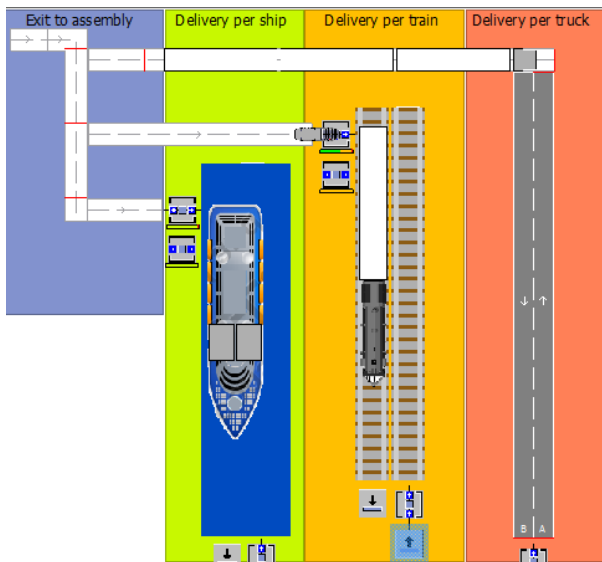 Exit to assembly
Delivery per ship
Delivery per train
Delivery per truck
B A